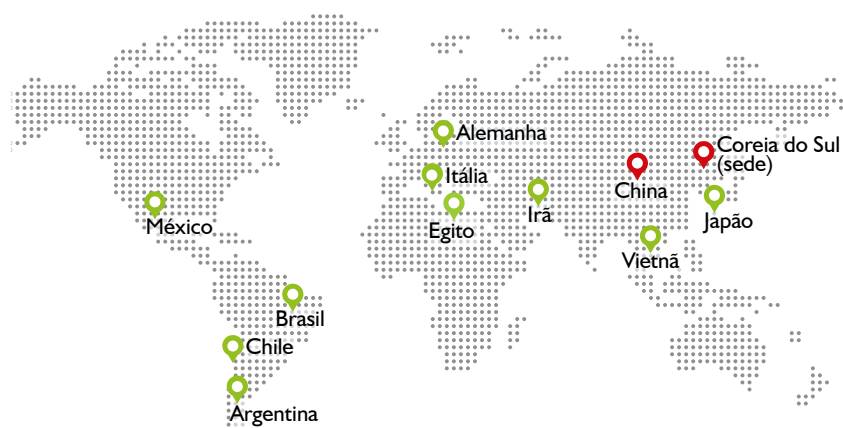 Alemanha
Coreia do Sul
(sede)
Itália
China
Irã
México
Egito
Japão
Vietnã
Brasil
Chile
Argentina